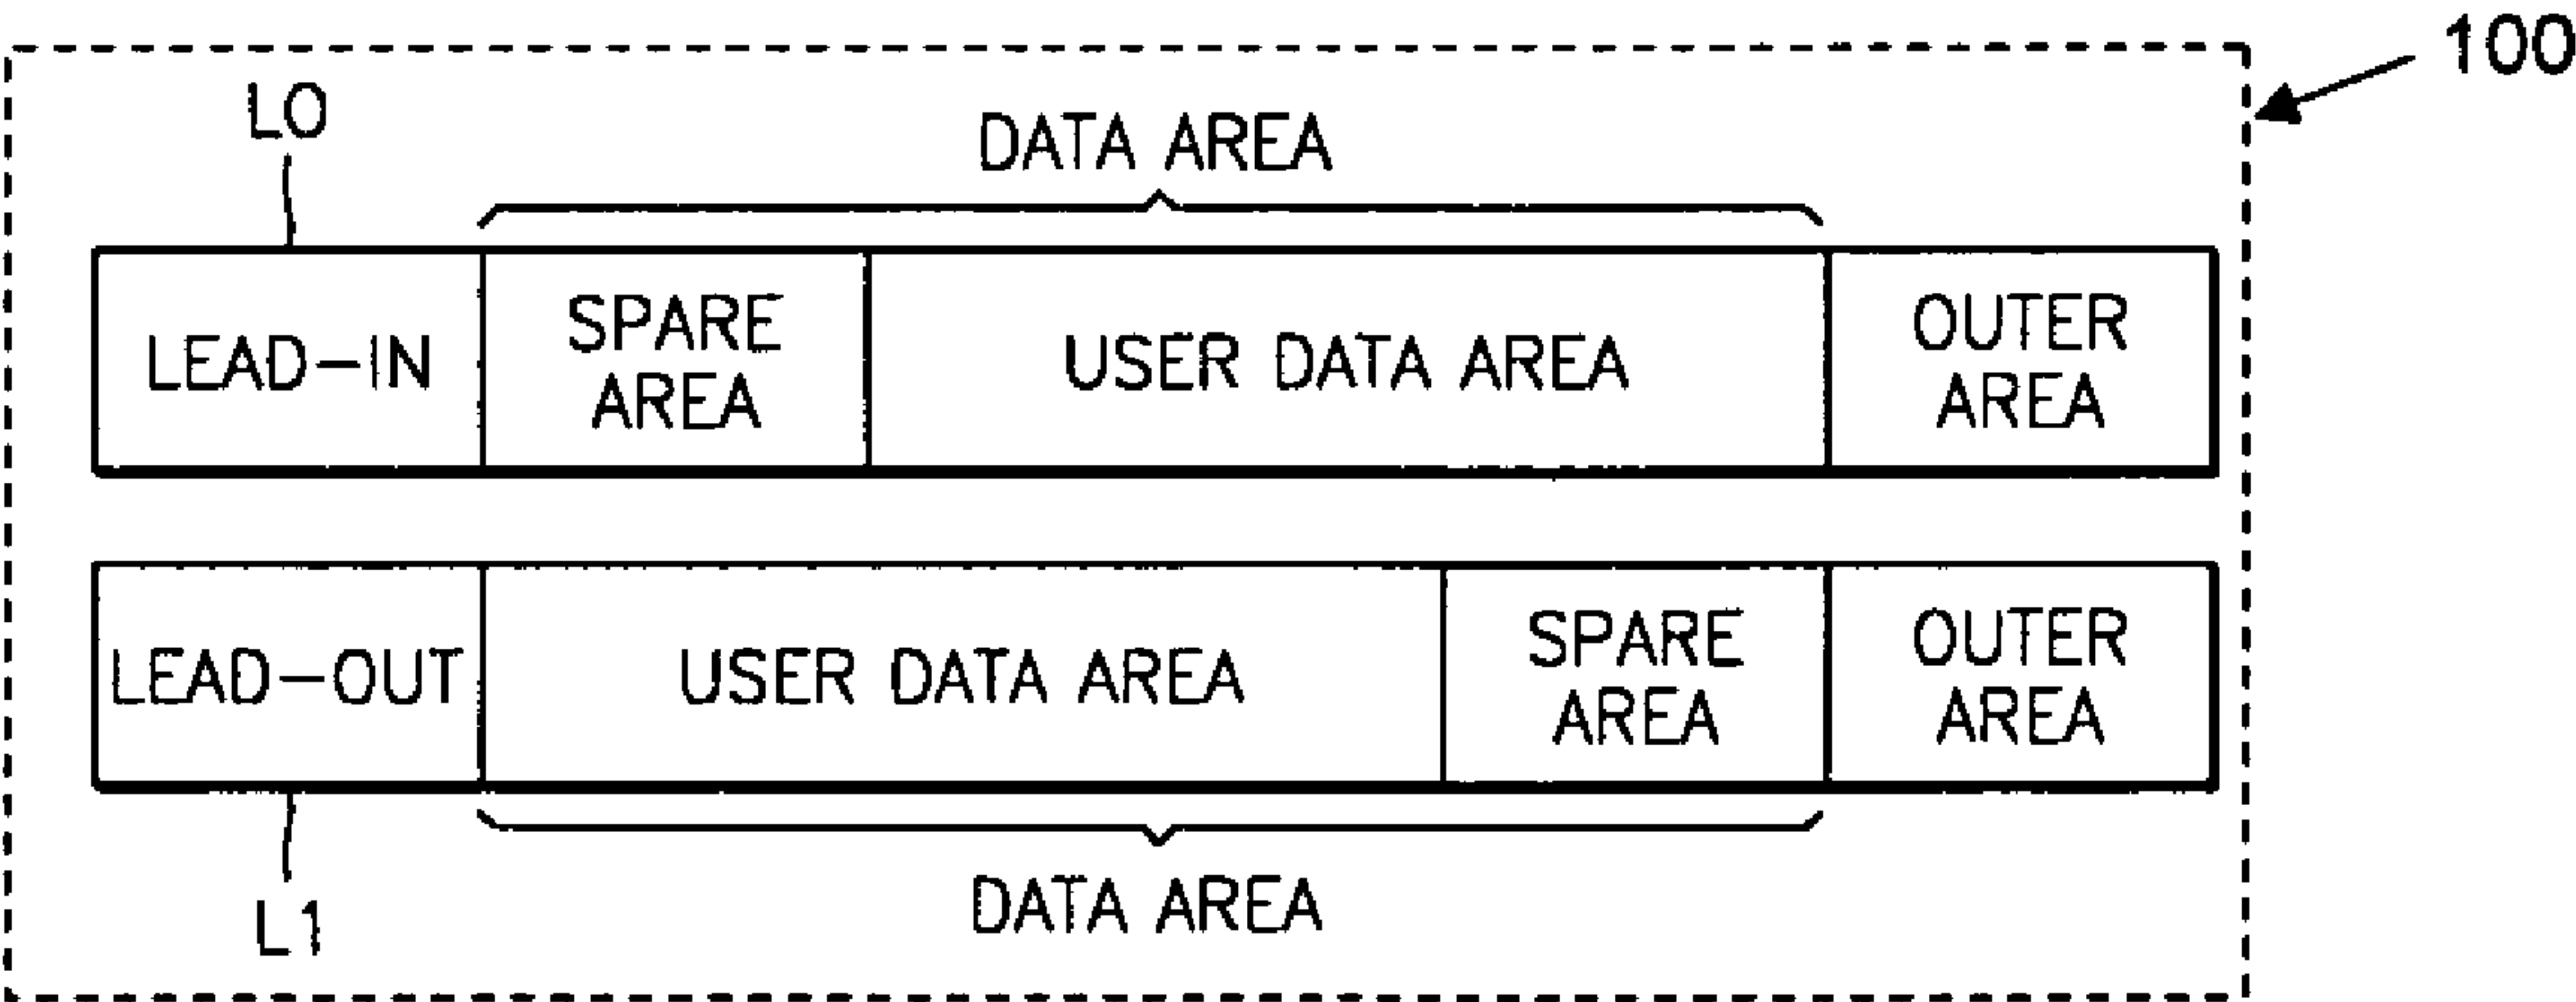 100
L0
DATA AREA
LEAD-IN
SPARE
AREA
USER DATA AREA
OUTER
AREA
LEAD-OUT
USER DATA AREA
SPARE
AREA
OUTER
AREA
L1
DATA AREA